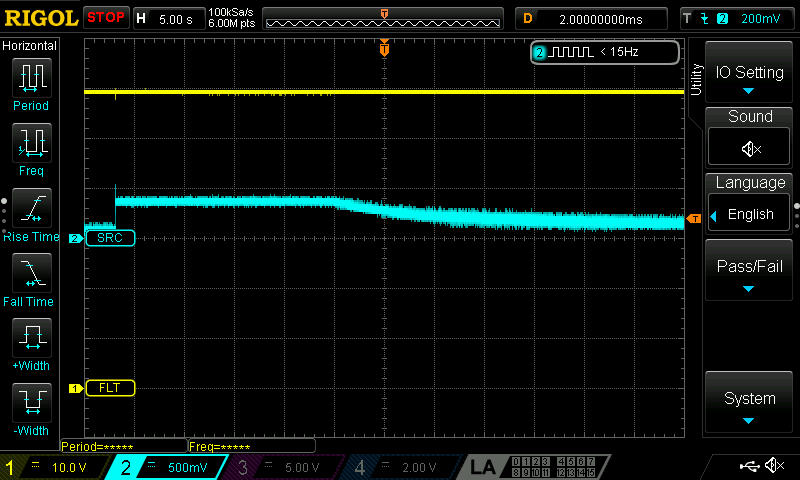 RIGOL STOP H 5.00 s 100kSa/s 6.00M pts T D 2.00000000ms T 2 200mV
Horizontal
Period
Freq
Rise Time
Fall Time
+Width
-Width
T
2 < 15Hz
T
2 SRC
1 FLT
Utility
IO Setting
Sound
Language
English
Pass/Fail
System
Period=*****
Freq=*****
1 10.0 V 2 500mV 3 5.00 V 4 2.00 V LA 0 1 2 3 4 5 6 7
8 9 10 11 12 13 14 15